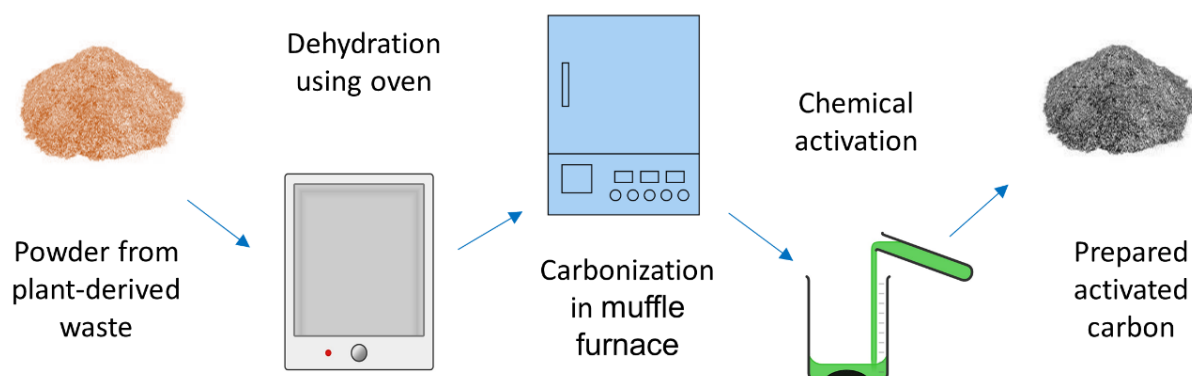 Powder from
plant-derived
waste
Dehydration
using oven
Carbonization
in muffle
furnace
Chemical
activation
Prepared
activated
carbon